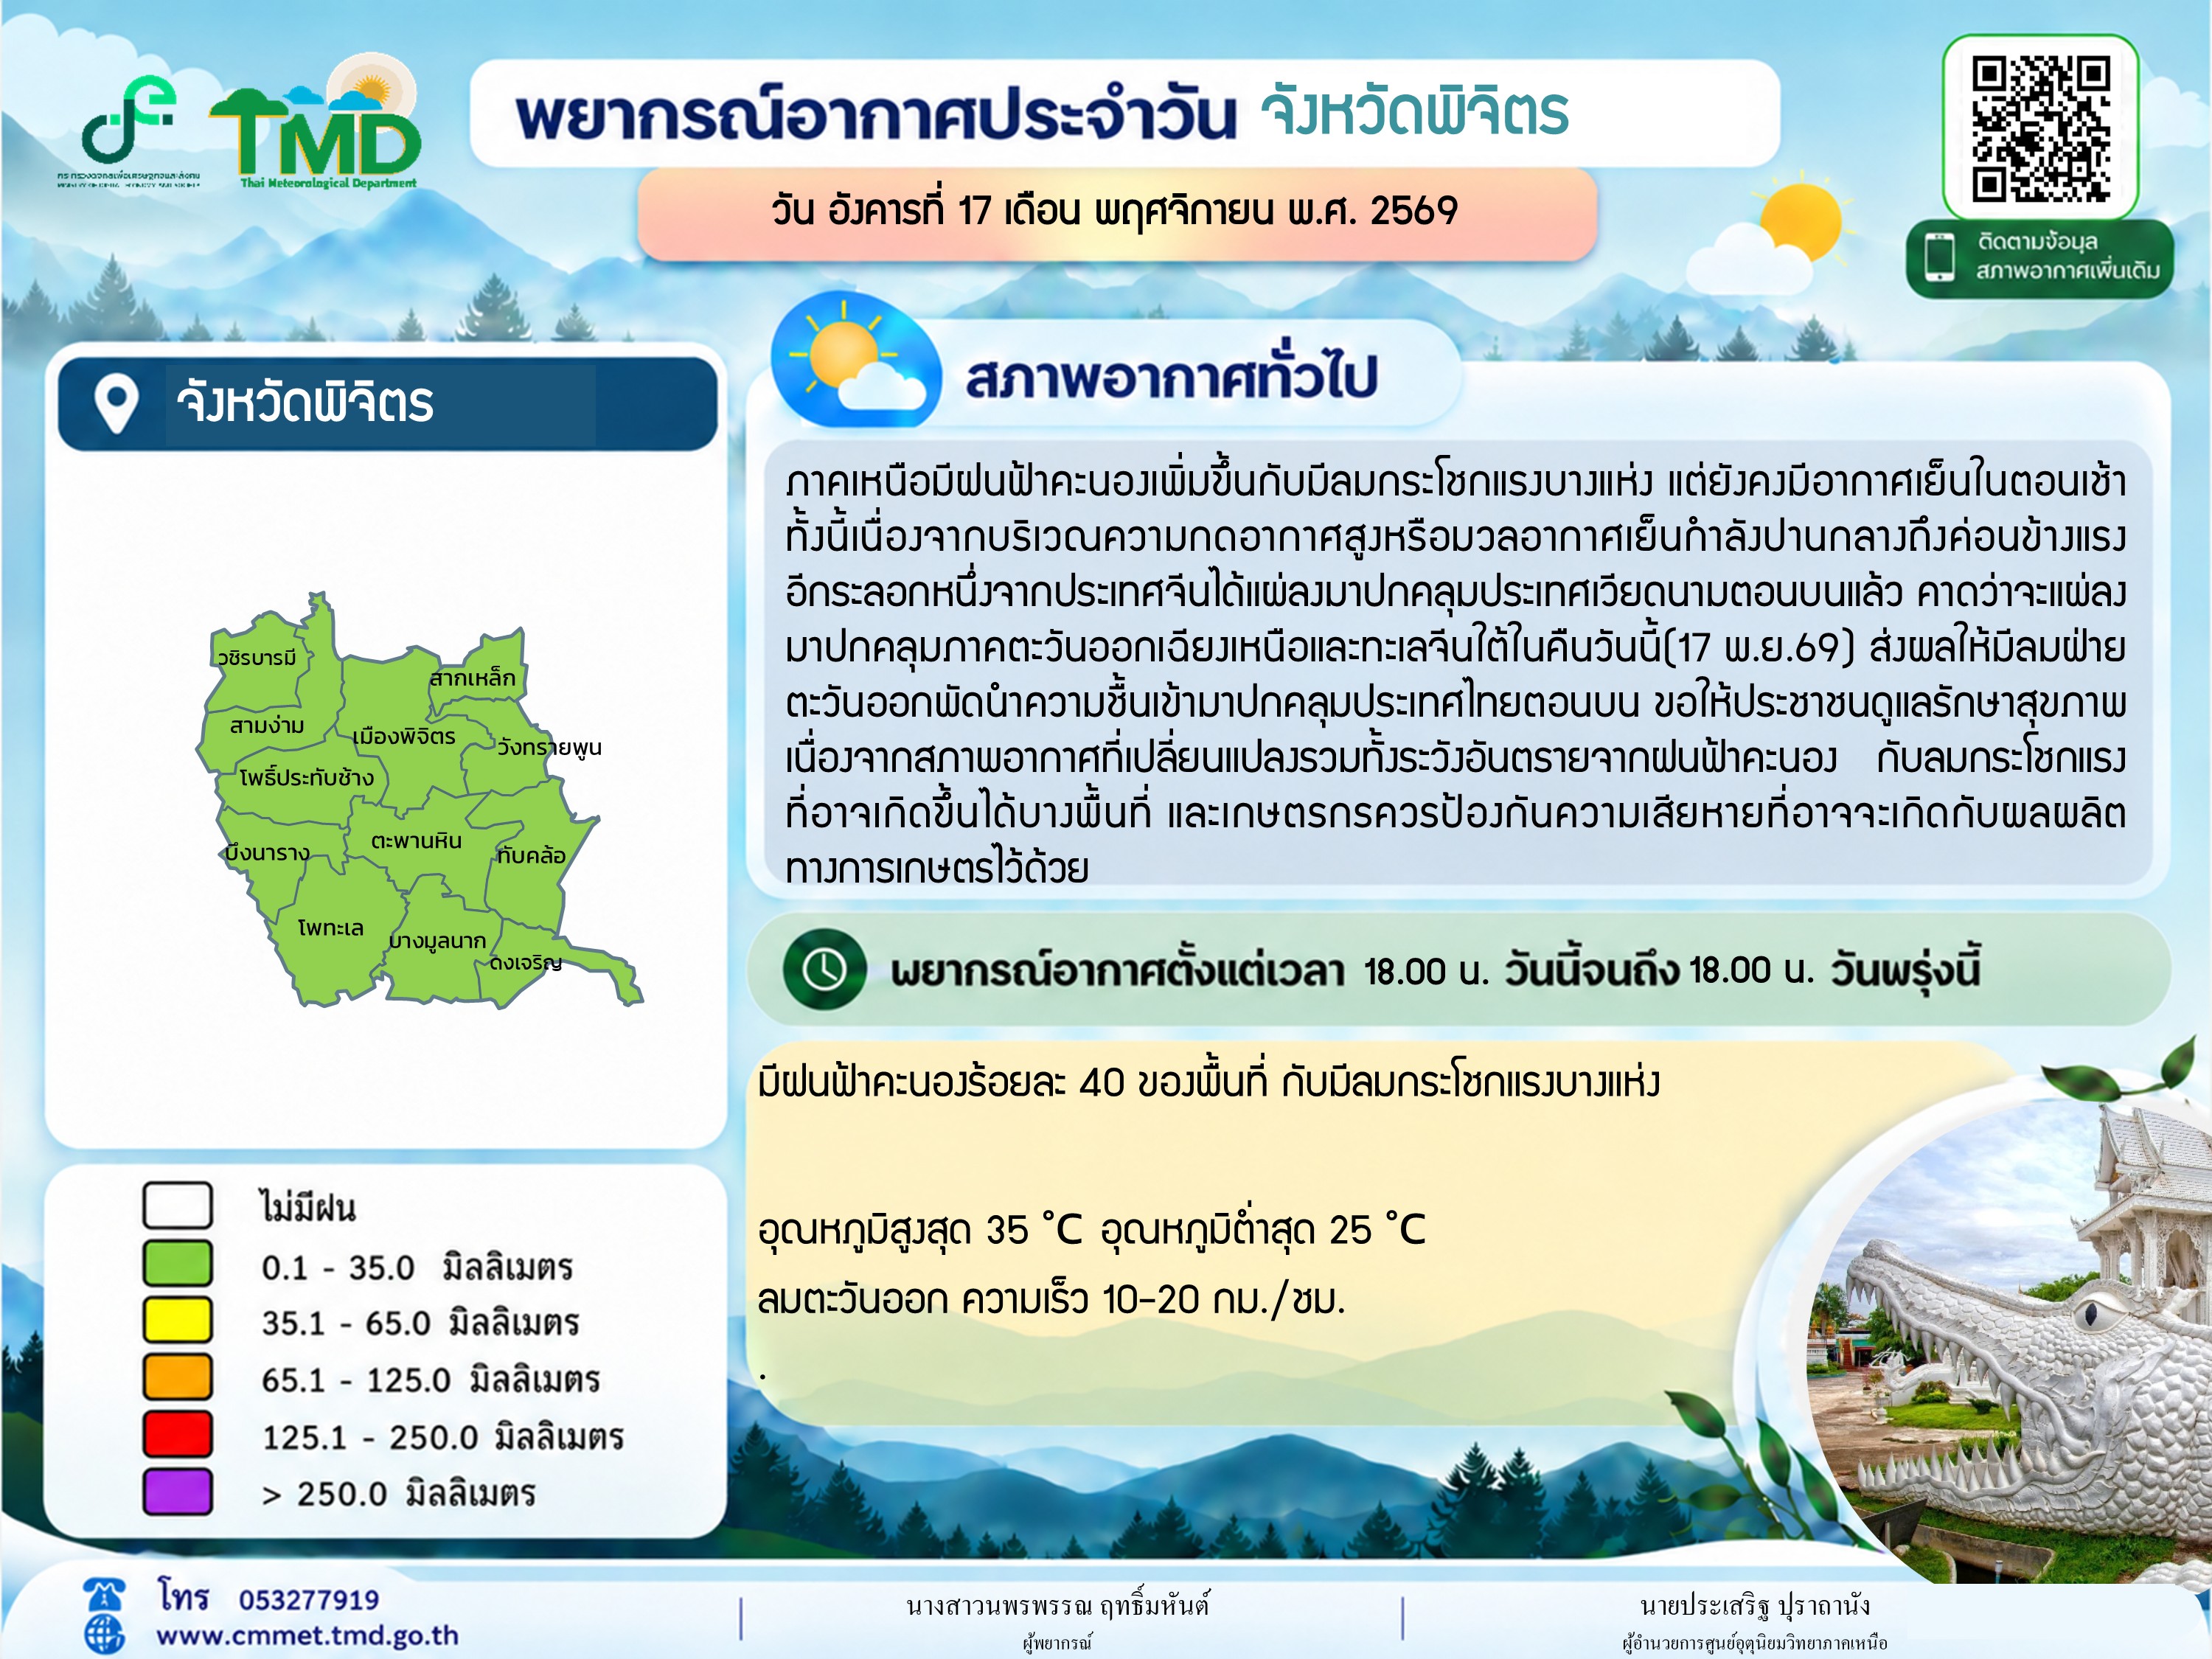 TMD
Thai Meteorological Department
พยากรณ์อากาศประจำวัน จังหวัดพิจิตร
วัน อังคารที่ 17 เดือน พฤศจิกายน พ.ศ. 2569
ติดตามข้อมูล
สภาพอากาศเพิ่มเติม
จังหวัดพิจิตร
วชิรบารมี
สากเหล็ก
สามง่าม
เมืองพิจิตร
วังทรายพูน
โพธิ์ประทับช้าง
ตะพานหิน
บึงนาราง
ทับคล้อ
โพทะเล
บางมูลนาก
ดงเจริญ
ไม่มีฝน
0.1 - 35.0 มิลลิเมตร
35.1 - 65.0 มิลลิเมตร
65.1 - 125.0 มิลลิเมตร
125.1 - 250.0 มิลลิเมตร
> 250.0 มิลลิเมตร
สภาพอากาศทั่วไป
ภาคเหนือมีฝนฟ้าคะนองเพิ่มขึ้นกับมีลมกระโชกแรงบางแห่ง แต่ยังคงมีอากาศเย็นในตอนเช้า
ทั้งนี้เนื่องจากบริเวณความกดอากาศสูงหรือมวลอากาศเย็นกำลังปานกลางถึงค่อนข้างแรง
อีกระลอกหนึ่งจากประเทศจีนได้แผ่ลงมาปกคลุมประเทศเวียดนามตอนบนแล้ว คาดว่าจะแผ่ลง
มาปกคลุมภาคตะวันออกเฉียงเหนือและทะเลจีนใต้ในคืนวันนี้(17 พ.ย.69) ส่งผลให้มีลมฝ่าย
ตะวันออกพัดนำความชื้นเข้ามาปกคลุมประเทศไทยตอนบน ขอให้ประชาชนดูแลรักษาสุขภาพ
เนื่องจากสภาพอากาศที่เปลี่ยนแปลงรวมทั้งระวังอันตรายจากฝนฟ้าคะนอง กับลมกระโชกแรง
ที่อาจเกิดขึ้นได้บางพื้นที่ และเกษตรกรควรป้องกันความเสียหายที่อาจจะเกิดกับพลผลิต
ทางการเกษตรไว้ด้วย
พยากรณ์อากาศตั้งแต่เวลา 18.00 น. วันนี้จนถึง 18.00 น. วันพรุ่งนี้
มีฝนฟ้าคะนองร้อยละ 40 ของพื้นที่ กับมีลมกระโชกแรงบางแห่ง
อุณหภูมิสูงสุด 35 °C อุณหภูมิต่ำสุด 25 °C
ลมตะวันออก ความเร็ว 10-20 กม./ชม.
.
โทร 053277919
www.cmmet.tmd.go.th
นางสาวนพรพรรณ ฤทธิ์มหันต์
ผู้พยากรณ์
นายประเสริฐ ปุราถานัง
ผู้อำนวยการศูนย์อุตุนิยมวิทยาภาคเหนือ